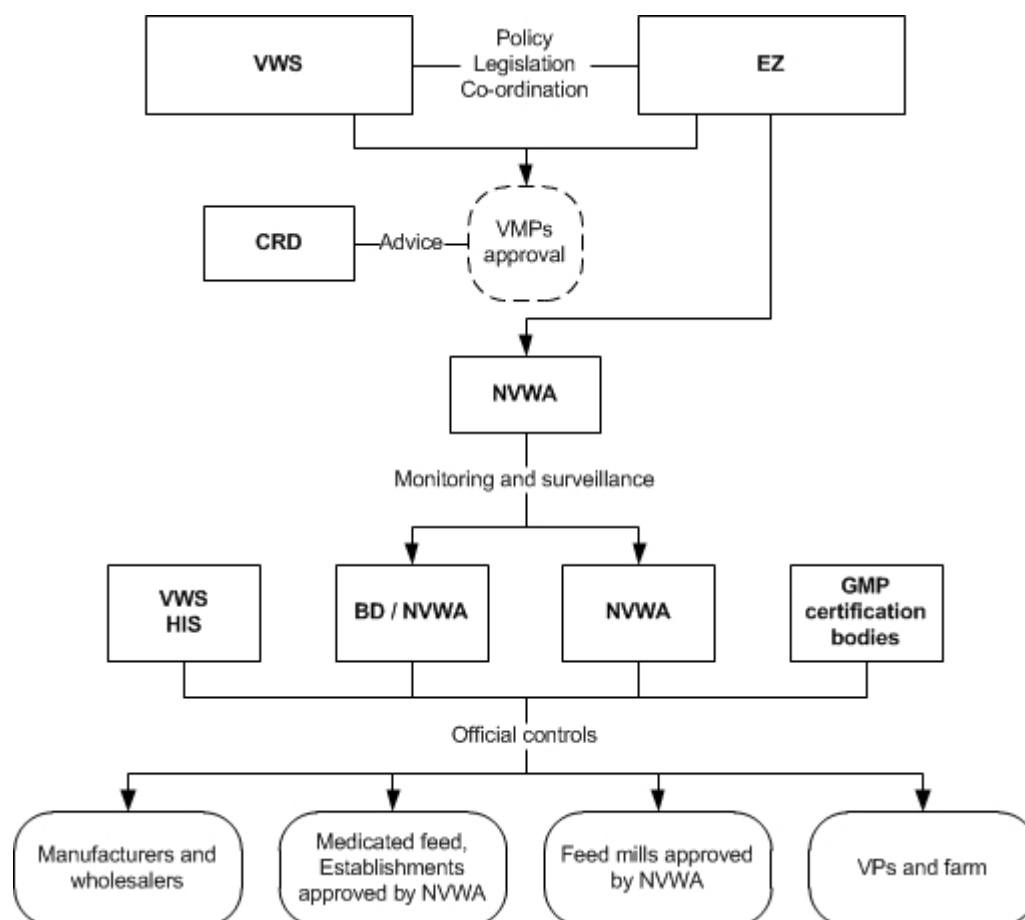 VWS
Policy
Legislation
Co-ordination
EZ
CRD
Advice
VMPs
approval
NVWA
Monitoring and surveillance
VWS
HIS
BD / NVWA
NVWA
GMP
certification
bodies
Official controls
Manufacturers and
wholesalers
Medicated feed,
Establishments
approved by NVWA
Feed mills approved
by NVWA
VPs and farm